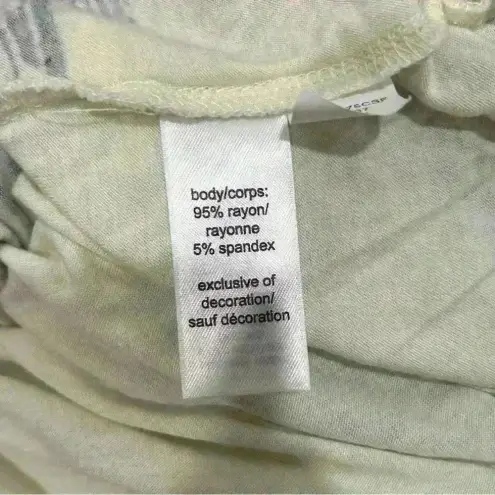 body/corps:
95% rayon/
rayonne
5% spandex
exclusive of
decoration/
sauf décoration